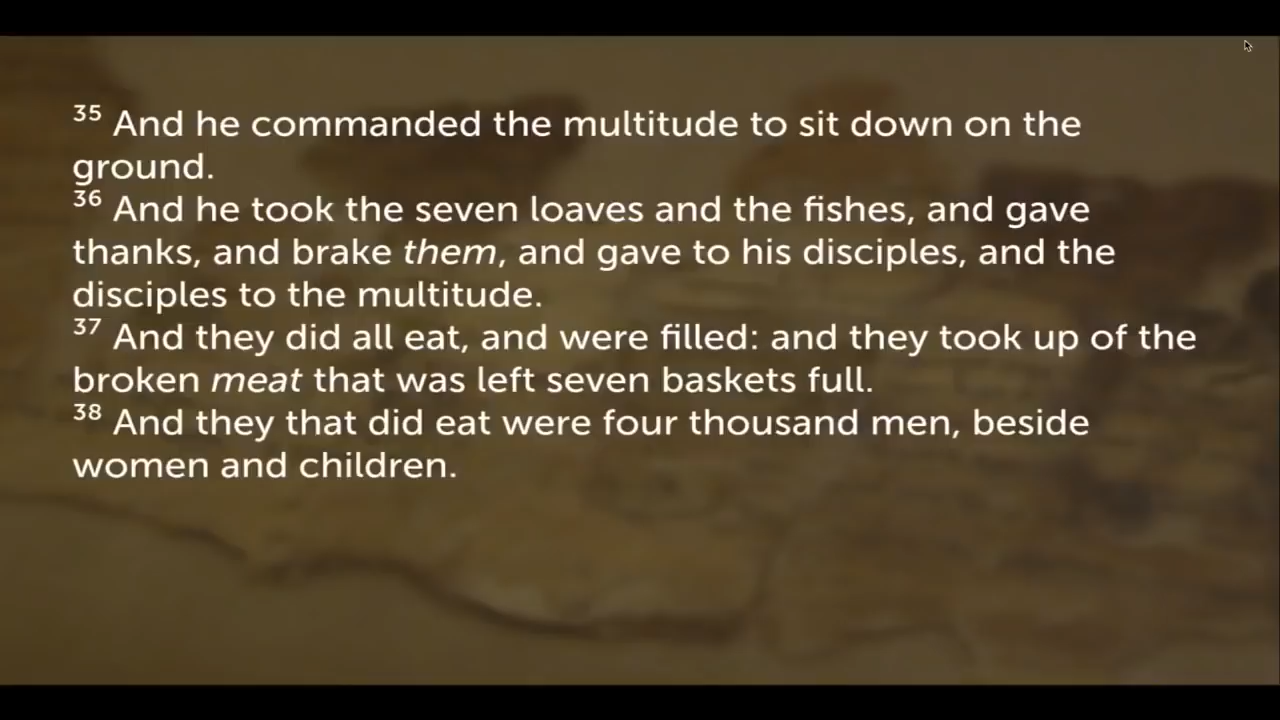 35 And he commanded the multitude to sit down on the
ground.
36 And he took the seven loaves and the fishes, and gave
thanks, and brake them, and gave to his disciples, and the
disciples to the multitude.
37 And they did all eat, and were filled: and they took up of the
broken meat that was left seven baskets full.
38 And they that did eat were four thousand men, beside
women and children.